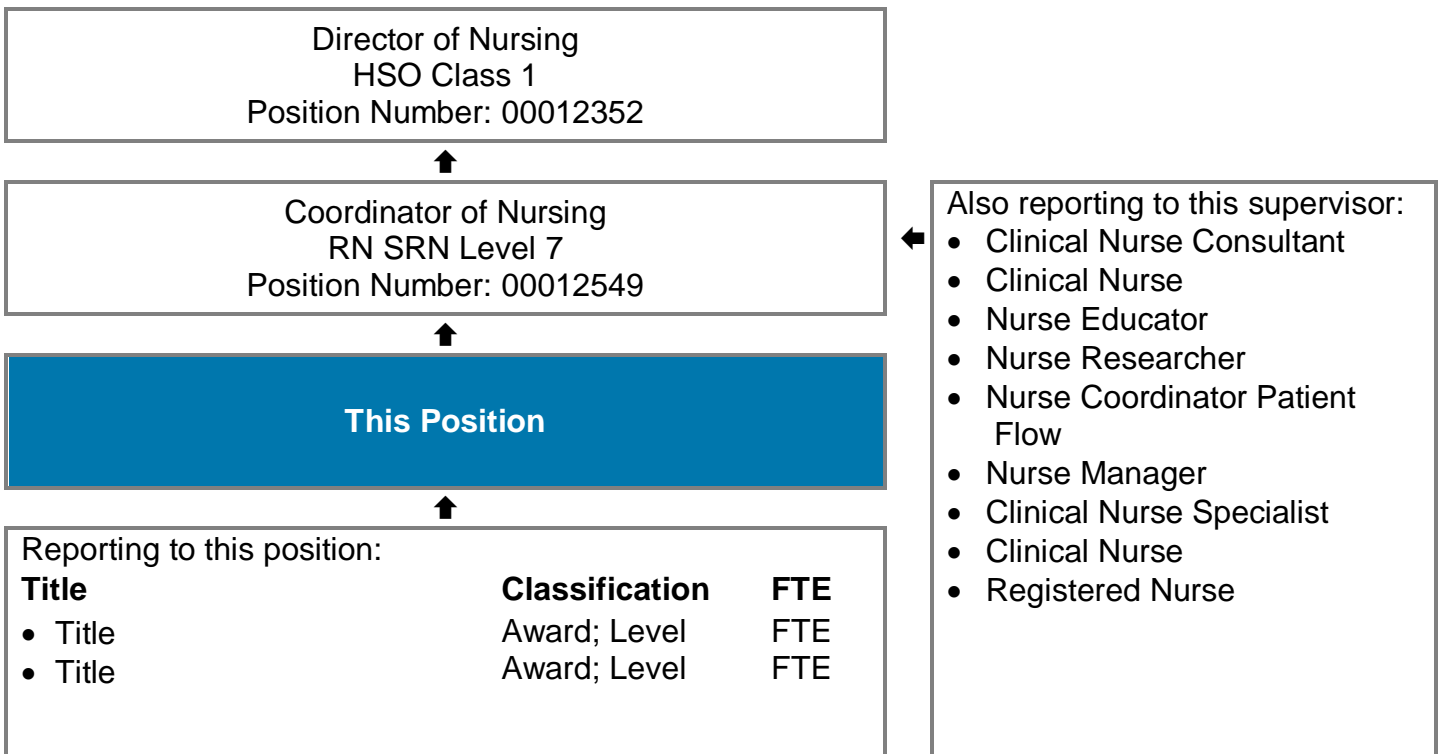 Director of Nursing
HSO Class 1
Position Number: 00012352
Coordinator of Nursing
RN SRN Level 7
Position Number: 00012549
This Position
Reporting to this position:
Title Classification FTE
• Title Award; Level FTE
• Title Award; Level FTE
Also reporting to this supervisor:
• Clinical Nurse Consultant
• Clinical Nurse
• Nurse Educator
• Nurse Researcher
• Nurse Coordinator Patient
Flow
• Nurse Manager
• Clinical Nurse Specialist
• Clinical Nurse
• Registered Nurse